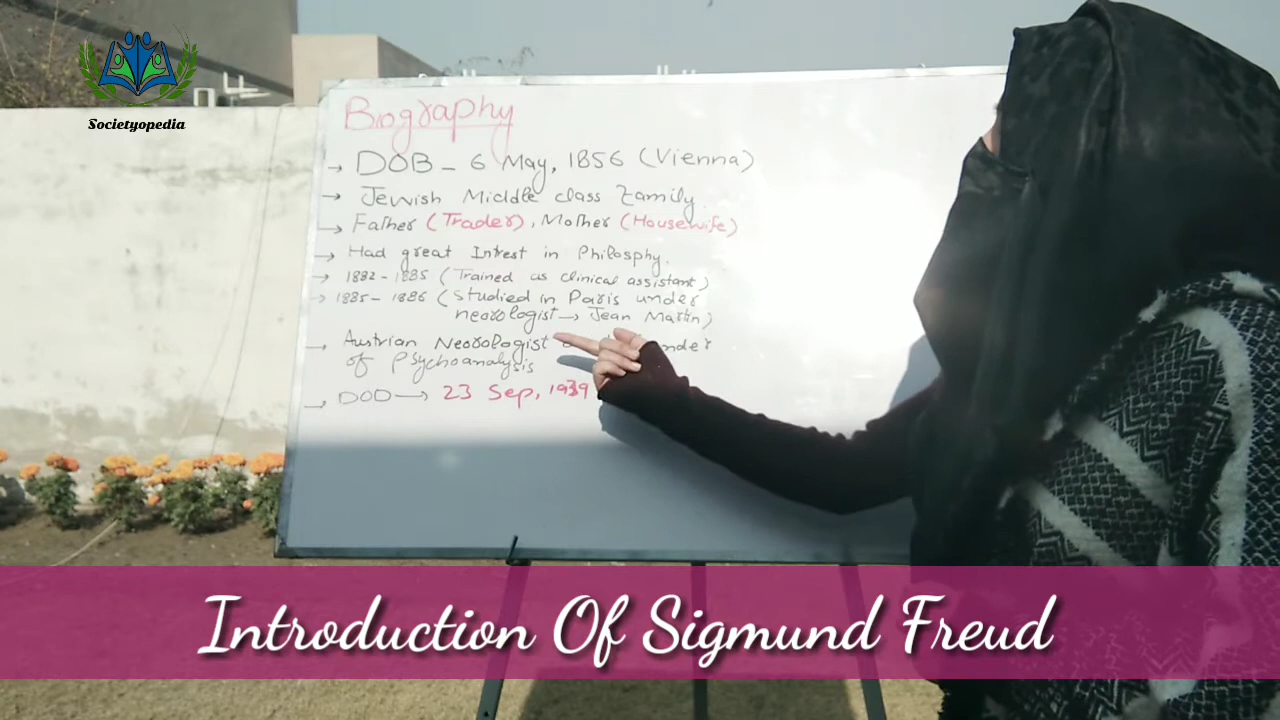 Societyopedia
Biography
→ DOB - 6 May, 1856 (Vienna)
→ Jewish Middle class Family
→ Father (Trader), Mother (Housewife)
→ Had great Intrest in Philosphy.
→ 1882-1885 (Trained as clinical assistant)
→ 1885-1886 (studied in Paris under
neorologist → Jean Martin)
→ Austrian Neorologist
of Psychoanalysis
→ DOD → 23 Sep, 1939
Introduction Of Sigmund Freud